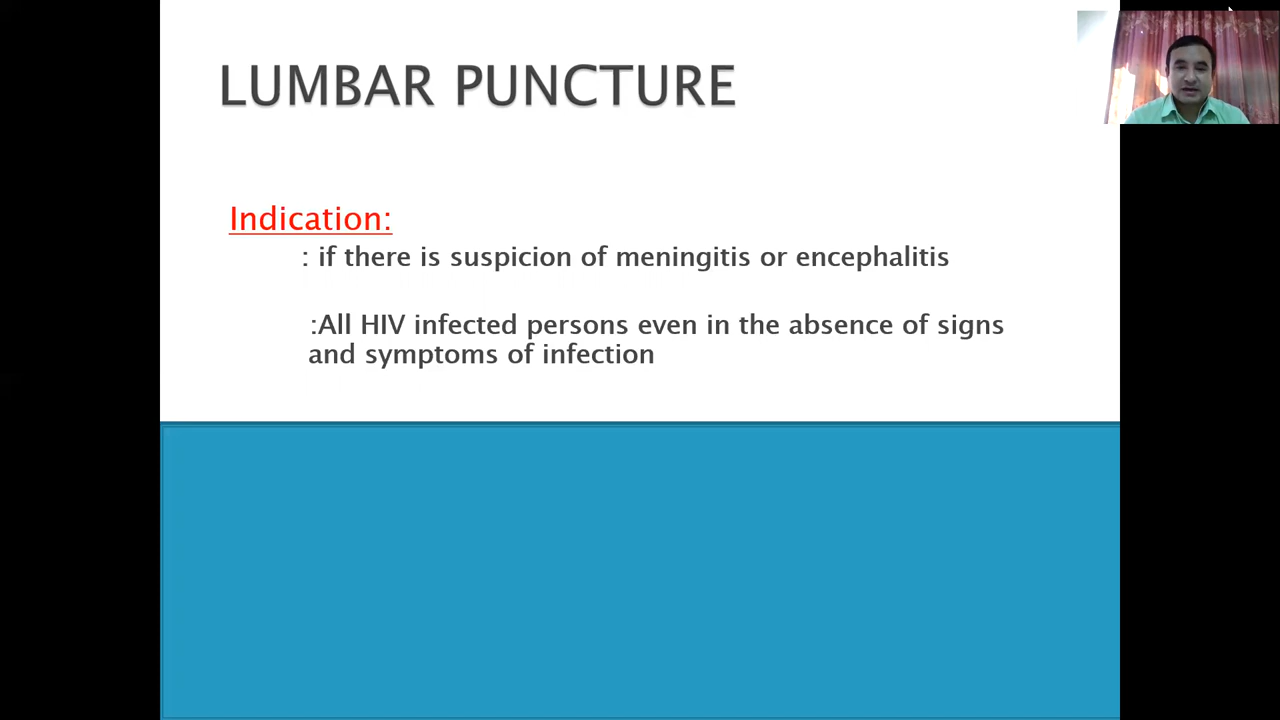 LUMBAR PUNCTURE
Indication:
: if there is suspicion of meningitis or encephalitis
:All HIV infected persons even in the absence of signs
and symptoms of infection